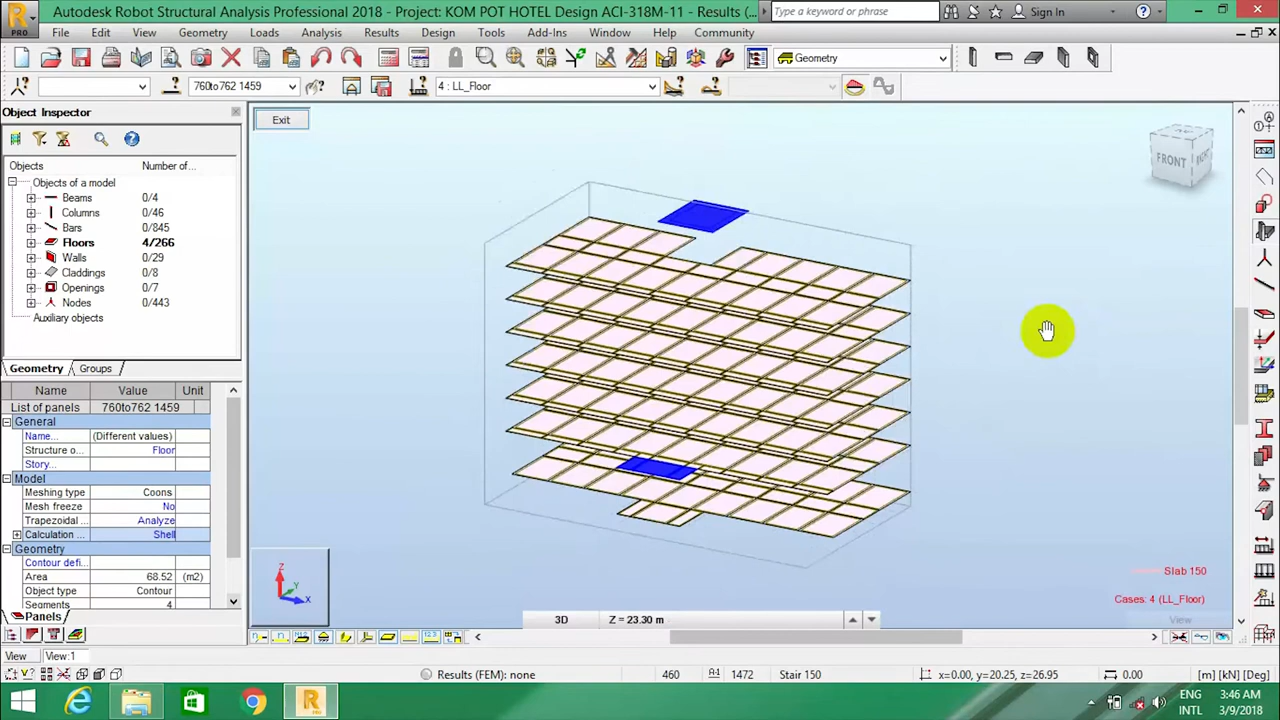 Autodesk Robot Structural Analysis Professional 2018 - Project: KOM POT HOTEL Design ACI-318M-11 - Results (...
Type a keyword or phrase
Sign In
PRO
File Edit View Geometry Loads Analysis Results Design Tools Add-Ins Window Help Community
Geometry
760to762 1459
4 : LL_Floor
Object Inspector
Exit
Objects Number of...
Objects of a model
Beams 0/4
Columns 0/46
Bars 0/845
Floors 4/266
Walls 0/29
Claddings 0/8
Openings 0/7
Nodes 0/443
Auxiliary objects
Geometry Groups
Name Value Unit
List of panels 760to762 1459
General
Name... (Different values)
Structure o... Floor
Story...
Model
Meshing type Coons
Mesh freeze No
Trapezoidal ... Analyze
Calculation ... Shell
Geometry
Contour defi...
Area 68.52 (m2)
Object type Contour
Segments 4
Panels
FRONT
RIGHT
Z
Y
X
Slab 150
Cases: 4 (LL_Floor)
3D Z = 23.30 m
View
View View:1
Results (FEM): none 460 1472 Stair 150 x=0.00, y=20.25, z=26.95 0.00 [m] [kN] [Deg]
ENG
INTL
3:46 AM
3/9/2018